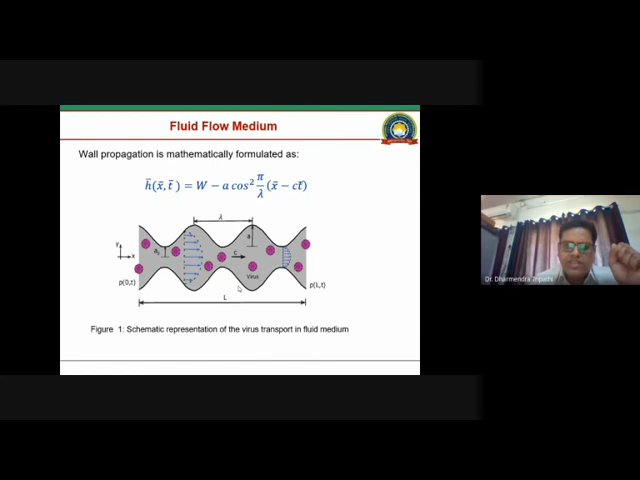 Fluid Flow Medium
Wall propagation is mathematically formulated as:
h̄(x̄, t̄) = W − a cos² π/λ (x̄ − ct̄)
λ
a
y
x
a₀
c
Virus
p(0,t)
p(L,t)
L
Figure 1: Schematic representation of the virus transport in fluid medium
Dr. Dharmendra Tripathi